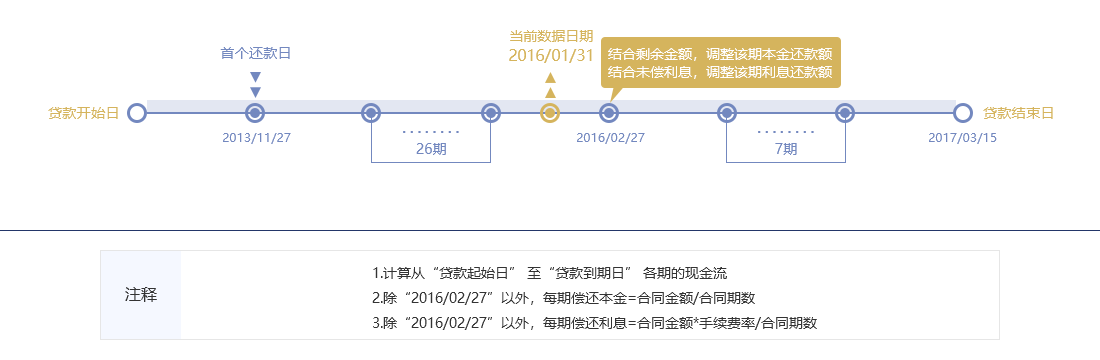 当前数据日期
2016/01/31
首个还款日
结合剩余金额，调整该期本金还款额
结合未偿利息，调整该期利息还款额
贷款开始日
贷款结束日
2013/11/27
········
26期
2016/02/27
········
7期
2017/03/15
注释
1.计算从“贷款起始日” 至“贷款到期日” 各期的现金流
2.除“2016/02/27”以外，每期偿还本金=合同金额/合同期数
3.除“2016/02/27”以外，每期偿还利息=合同金额*手续费率/合同期数